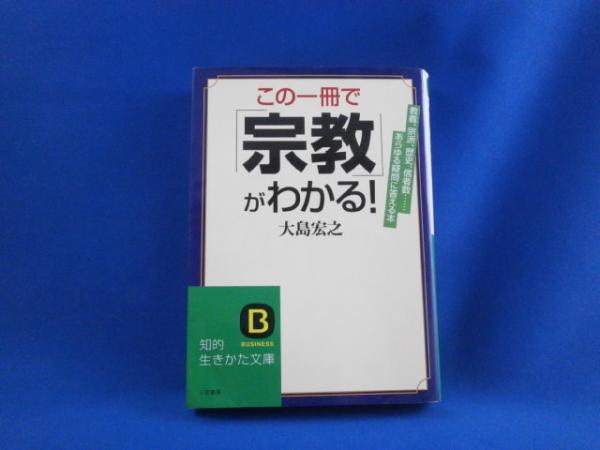 この一冊で
「宗教」
がわかる!
大島宏之
教義、宗派、歴史、信者数……
あらゆる疑問に答える本
B
BUSINESS
知的
生きかた文庫
三笠書房